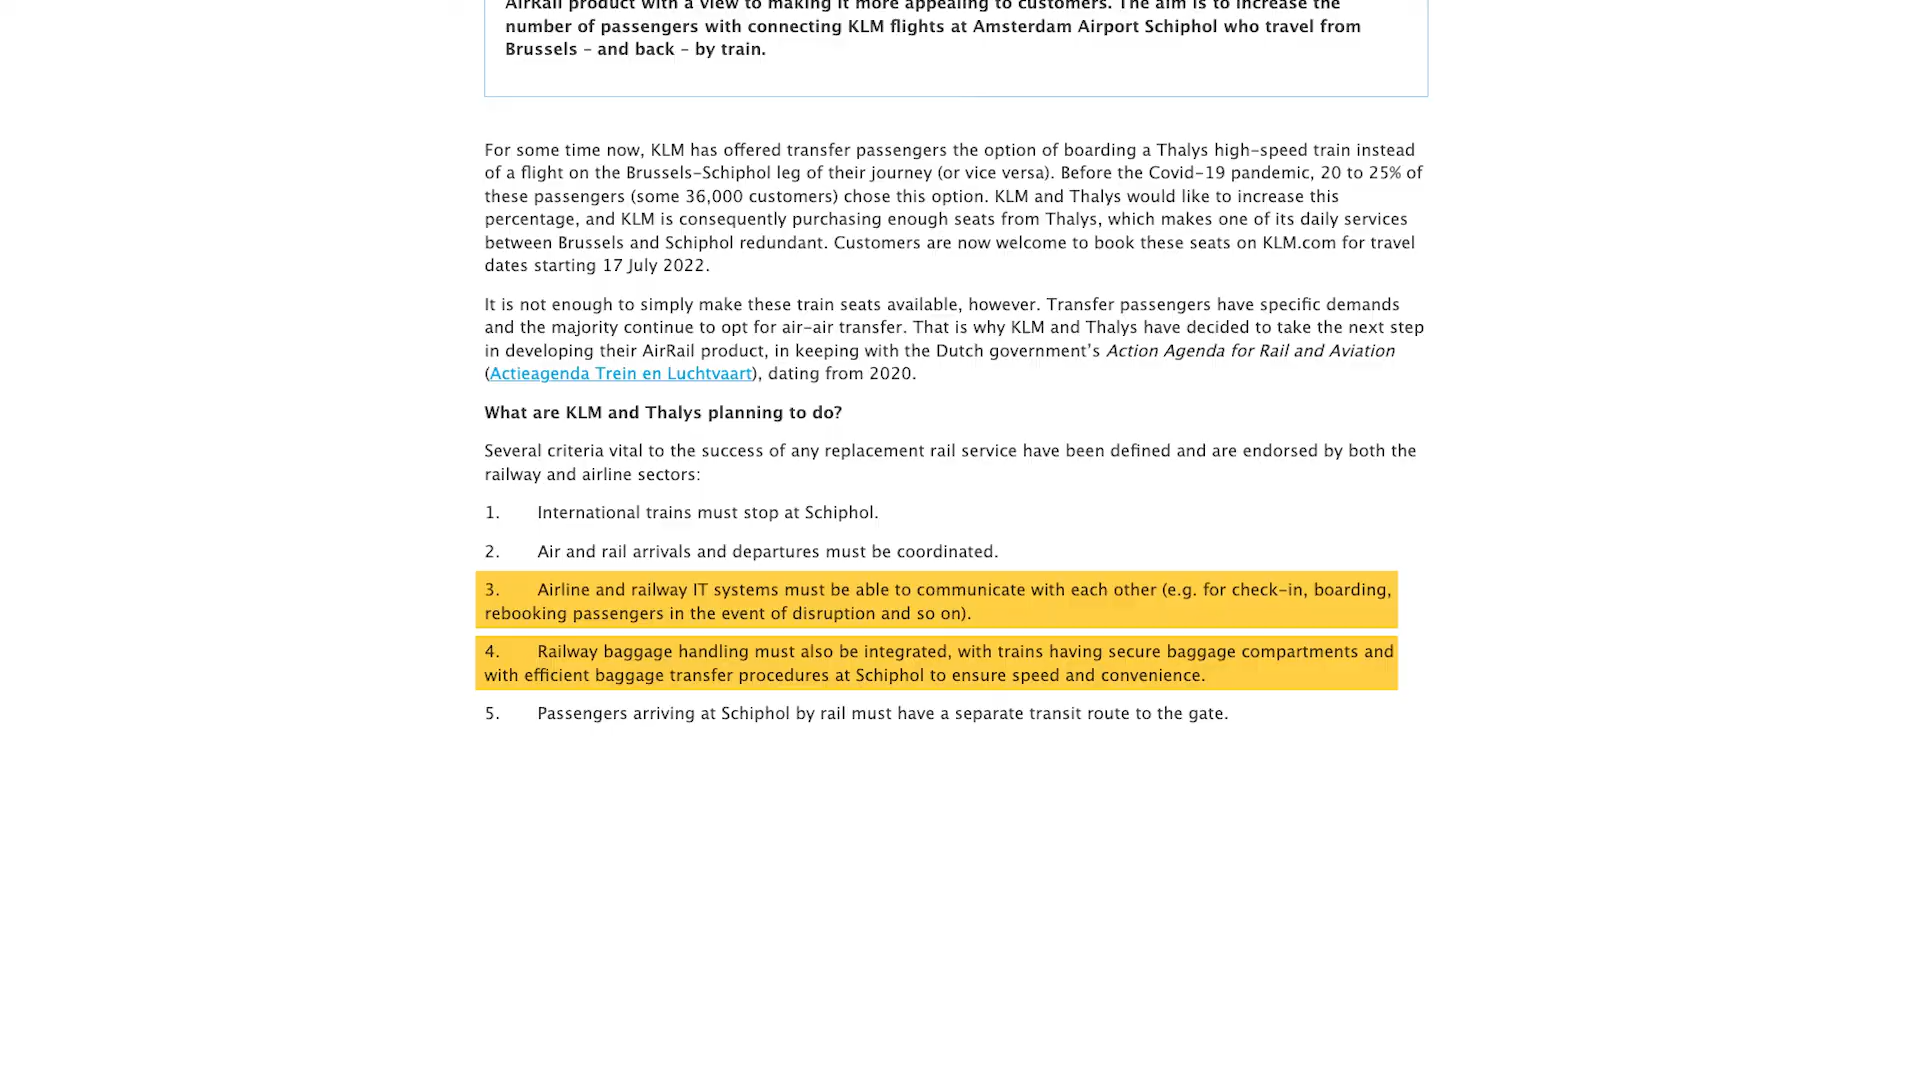 AirRail product with a view to making it more appealing to customers. The aim is to increase the
number of passengers with connecting KLM flights at Amsterdam Airport Schiphol who travel from
Brussels – and back – by train.
For some time now, KLM has offered transfer passengers the option of boarding a Thalys high-speed train instead
of a flight on the Brussels-Schiphol leg of their journey (or vice versa). Before the Covid-19 pandemic, 20 to 25% of
these passengers (some 36,000 customers) chose this option. KLM and Thalys would like to increase this
percentage, and KLM is consequently purchasing enough seats from Thalys, which makes one of its daily services
between Brussels and Schiphol redundant. Customers are now welcome to book these seats on KLM.com for travel
dates starting 17 July 2022.
It is not enough to simply make these train seats available, however. Transfer passengers have specific demands
and the majority continue to opt for air-air transfer. That is why KLM and Thalys have decided to take the next step
in developing their AirRail product, in keeping with the Dutch government's Action Agenda for Rail and Aviation
(Actieagenda Trein en Luchtvaart), dating from 2020.
What are KLM and Thalys planning to do?
Several criteria vital to the success of any replacement rail service have been defined and are endorsed by both the
railway and airline sectors:
1. International trains must stop at Schiphol.
2. Air and rail arrivals and departures must be coordinated.
3. Airline and railway IT systems must be able to communicate with each other (e.g. for check-in, boarding,
rebooking passengers in the event of disruption and so on).
4. Railway baggage handling must also be integrated, with trains having secure baggage compartments and
with efficient baggage transfer procedures at Schiphol to ensure speed and convenience.
5. Passengers arriving at Schiphol by rail must have a separate transit route to the gate.